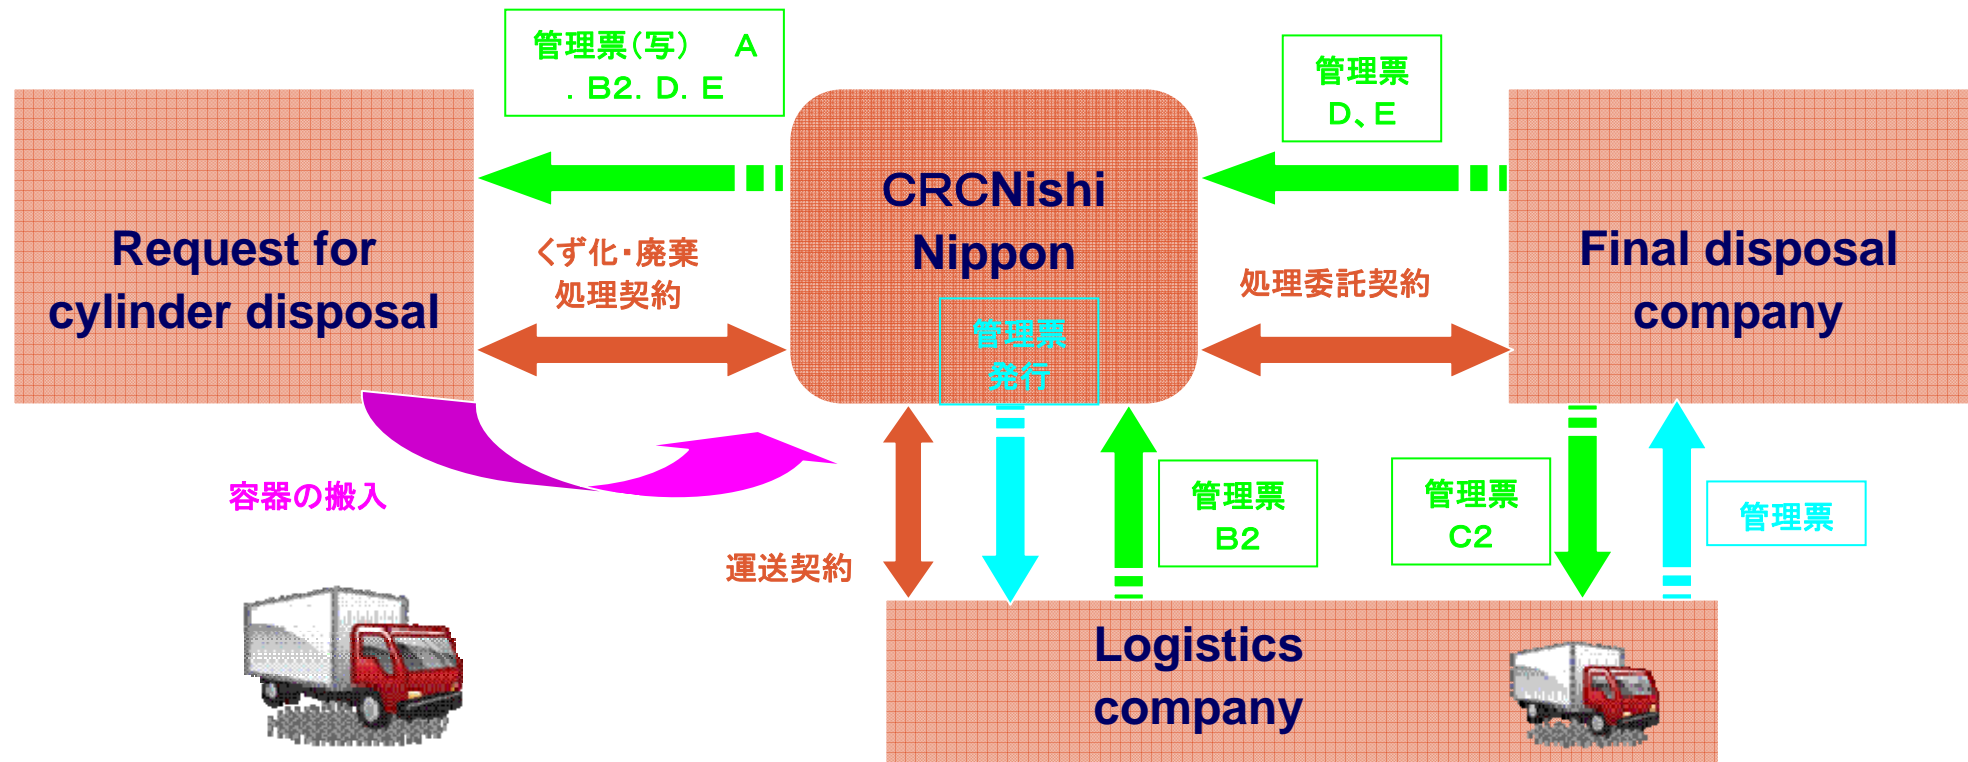 管理票(写) A
. B2. D. E
管理票
D、E
Request for
cylinder disposal
CRCNishi
Nippon
Final disposal
company
くず化・廃棄
処理契約
処理委託契約
管理票
発行
容器の搬入
運送契約
管理票
B2
管理票
C2
管理票
Logistics
company